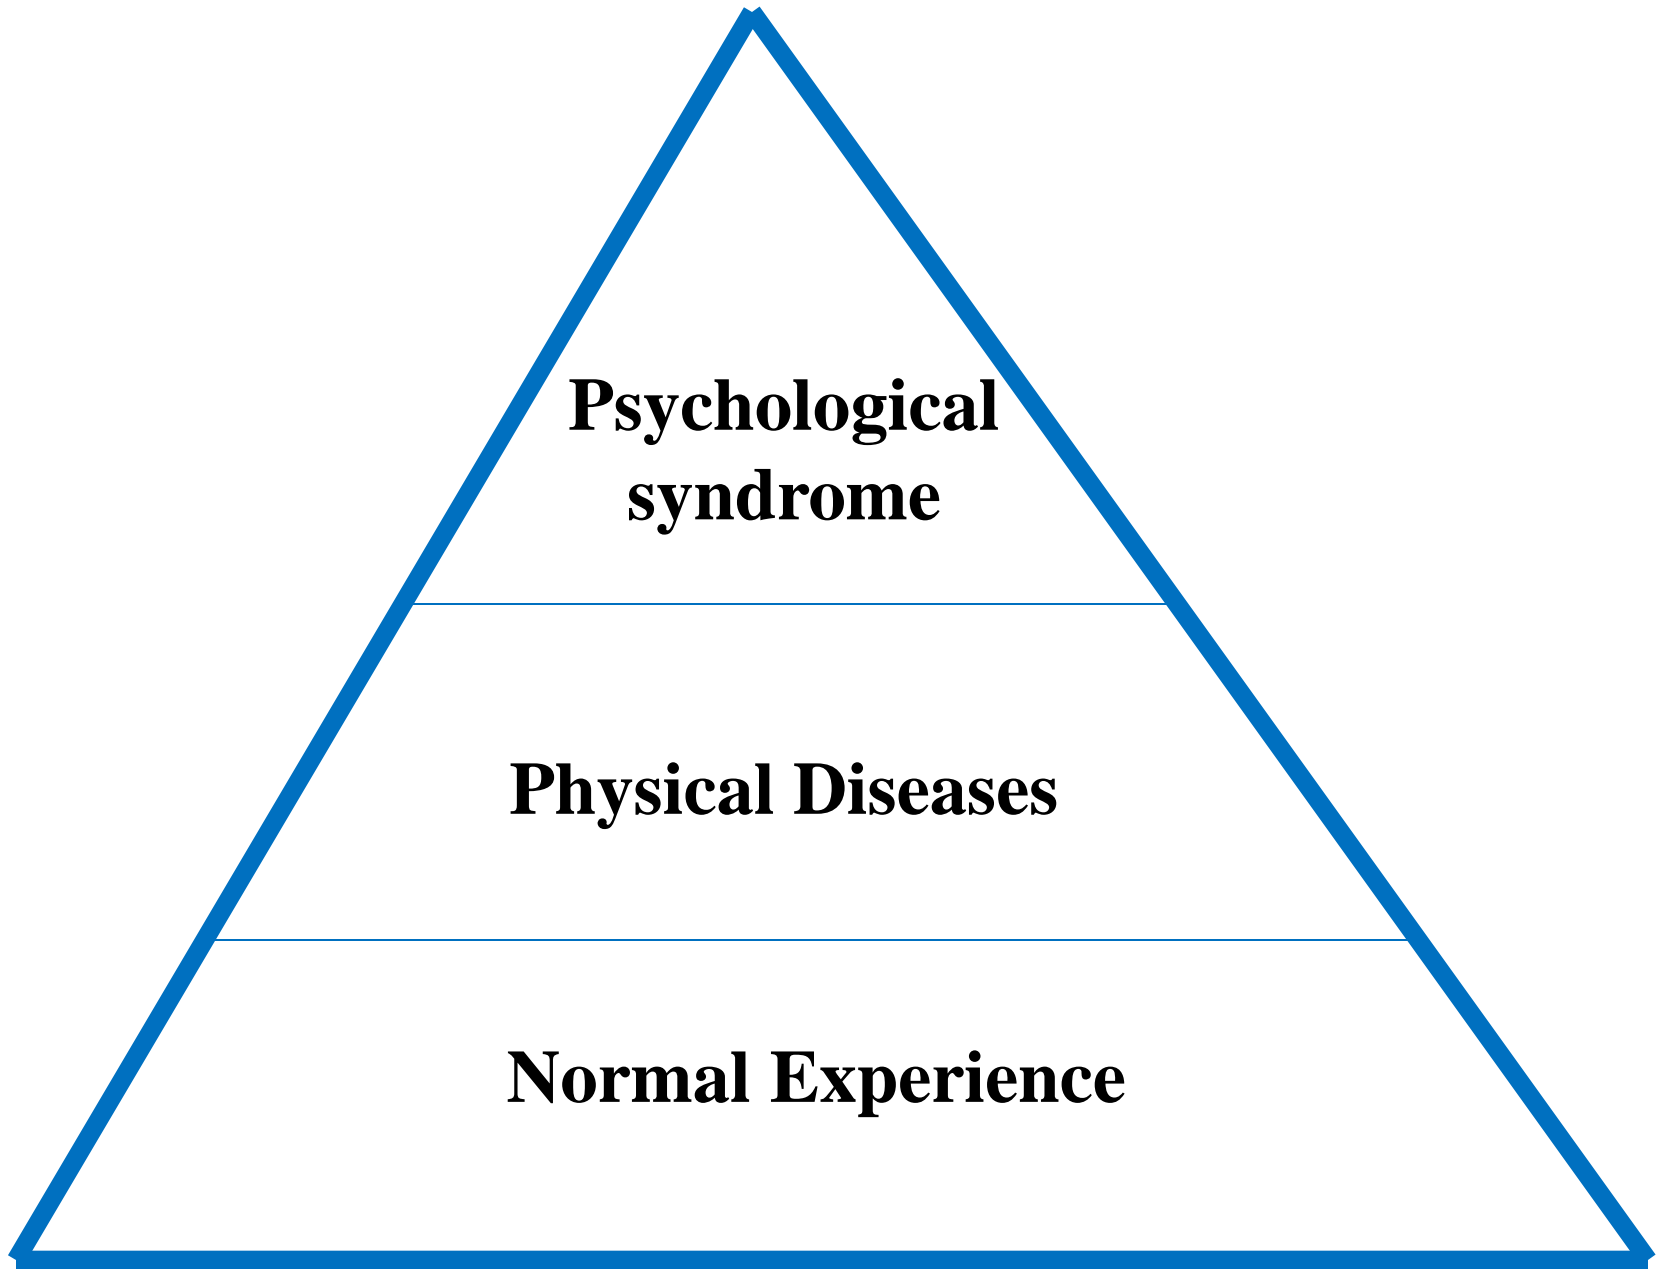 Psychological
syndrome
Physical Diseases
Normal Experience